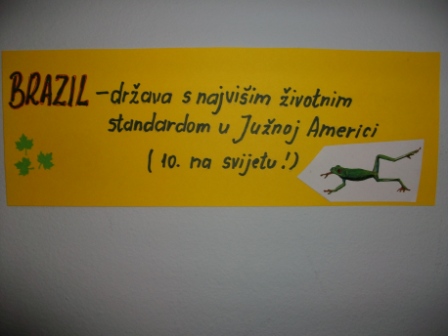 BRAZIL - država s najvišim životnim
standardom u Južnoj Americi
(10. na svijetu!)